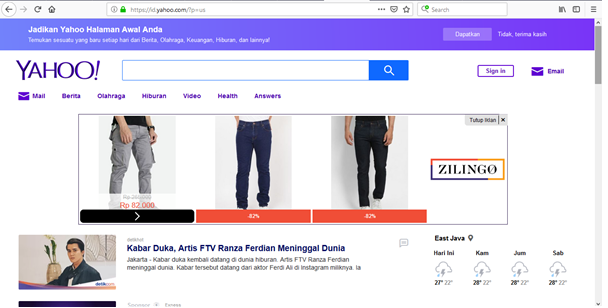 https://id.yahoo.com/?p=us
Search
Jadikan Yahoo Halaman Awal Anda
Temukan sesuatu yang baru setiap hari dari Berita, Olahraga, Keuangan, Hiburan, dan lainnya!
Dapatkan
Tidak, terima kasih
YAHOO!
Sign in
Email
Mail Berita Olahraga Hiburan Video Health Answers
Tutup Iklan
ZILINGO
Rp 82.000
-82% -82%
detikhot
Kabar Duka, Artis FTV Ranza Ferdian Meninggal Dunia
Jakarta - Kabar duka kembali datang di dunia hiburan. Artis FTV Ranza Ferdian
meninggal dunia. Kabar tersebut datang dari aktor Ferdi Ali di Instagram miliknya. Ia
detikcom
East Java
Hari Ini Kam Jum Sab
27° 22° 28° 22° 28° 22° 28° 22°
Sponsor